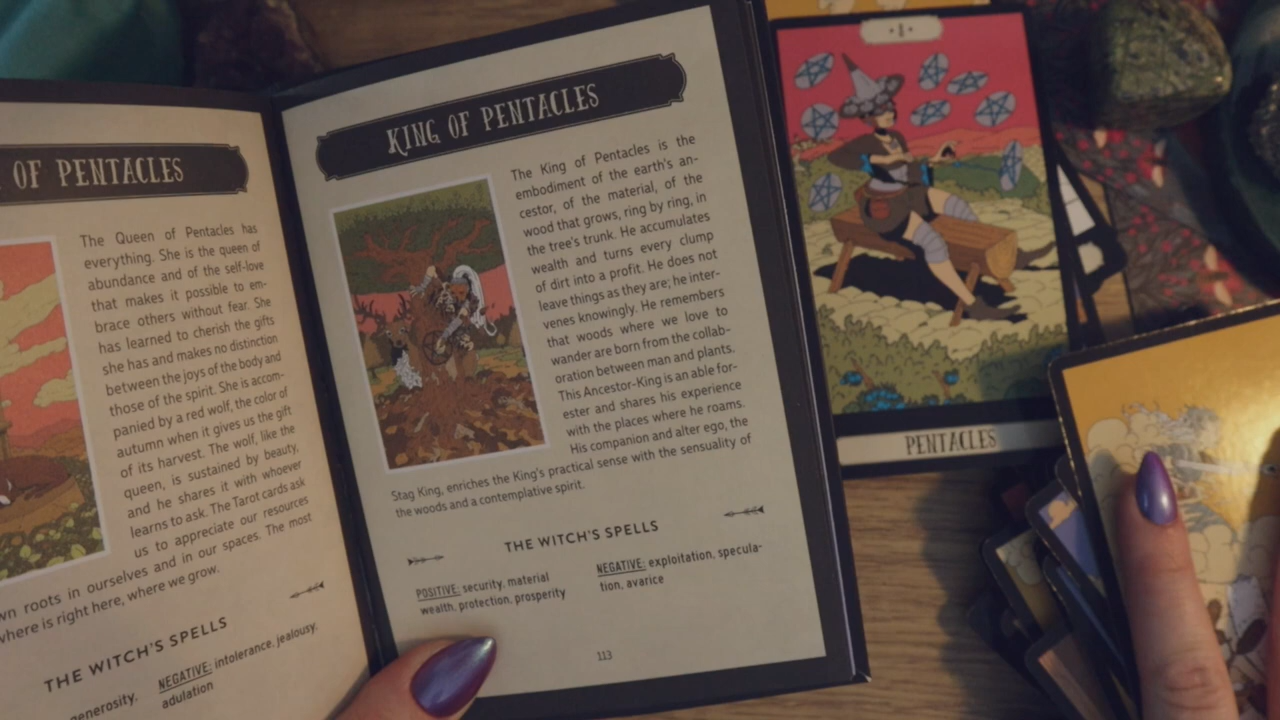 OF PENTACLES
The Queen of Pentacles has
everything. She is the queen of
abundance and of the self-love
that makes it possible to em-
brace others without fear. She
has learned to cherish the gifts
she has and makes no distinction
between the joys of the body and
those of the spirit. She is accom-
panied by a red wolf, the color of
autumn when it gives us the gift
of its harvest. The wolf, like the
queen, is sustained by beauty,
and he shares it with whoever
learns to ask. The Tarot cards ask
us to appreciate our resources
wn roots in ourselves and in our spaces. The most
where is right here, where we grow.
THE WITCH'S SPELLS
enerosity,
NEGATIVE: intolerance, jealousy,
adulation
KING OF PENTACLES
The King of Pentacles is the
embodiment of the earth's an-
cestor, of the material, of the
wood that grows, ring by ring, in
the tree's trunk. He accumulates
wealth and turns every clump
of dirt into a profit. He does not
leave things as they are; he inter-
venes knowingly. He remembers
that woods where we love to
wander are born from the collab-
oration between man and plants.
This Ancestor-King is an able for-
ester and shares his experience
with the places where he roams.
His companion and alter ego, the
Stag King, enriches the King's practical sense with the sensuality of
the woods and a contemplative spirit.
THE WITCH'S SPELLS
POSITIVE: security, material
wealth, protection, prosperity
NEGATIVE: exploitation, specula-
tion, avarice
113
·8·
PENTACLES